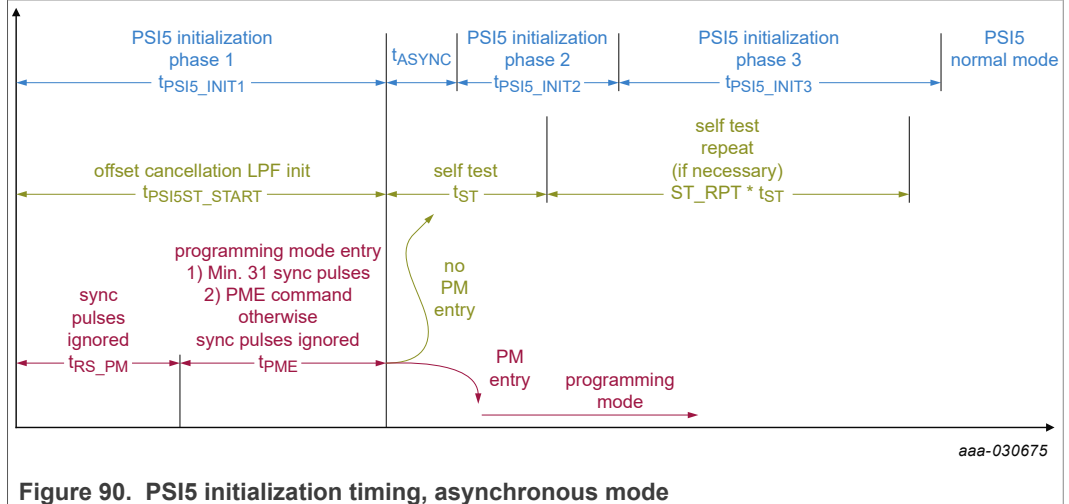 PSI5 initialization
phase 1
tPSI5_INIT1
tASYNC
PSI5 initialization
phase 2
tPSI5_INIT2
PSI5 initialization
phase 3
tPSI5_INIT3
PSI5
normal mode
offset cancellation LPF init
tPSI5ST_START
self test
tST
self test
repeat
(if necessary)
ST_RPT * tST
sync
pulses
ignored
tRS_PM
programming mode entry
1) Min. 31 sync pulses
2) PME command
otherwise
sync pulses ignored
tPME
no
PM
entry
PM
entry
programming
mode
aaa-030675
Figure 90. PSI5 initialization timing, asynchronous mode